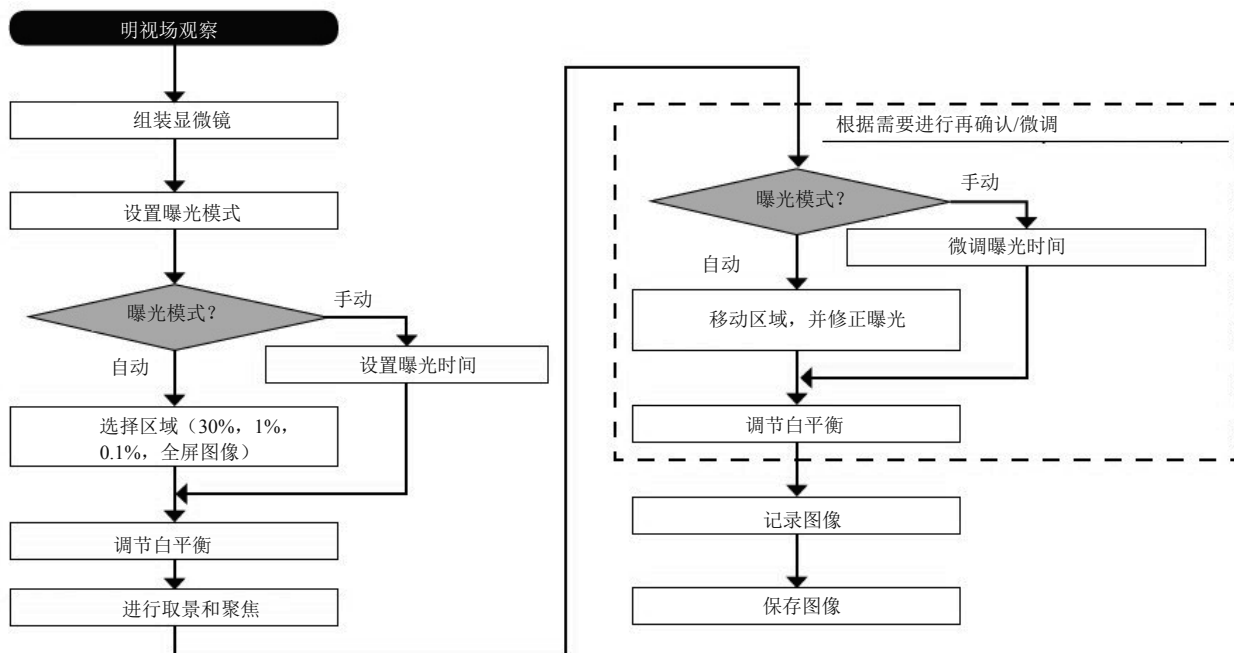 明视场观察
组装显微镜
设置曝光模式
曝光模式？
手动
设置曝光时间
自动
选择区域（30%，1%，
0.1%，全屏图像）
调节白平衡
进行取景和聚焦
根据需要进行再确认/微调
曝光模式？
手动
微调曝光时间
自动
移动区域，并修正曝光
调节白平衡
记录图像
保存图像